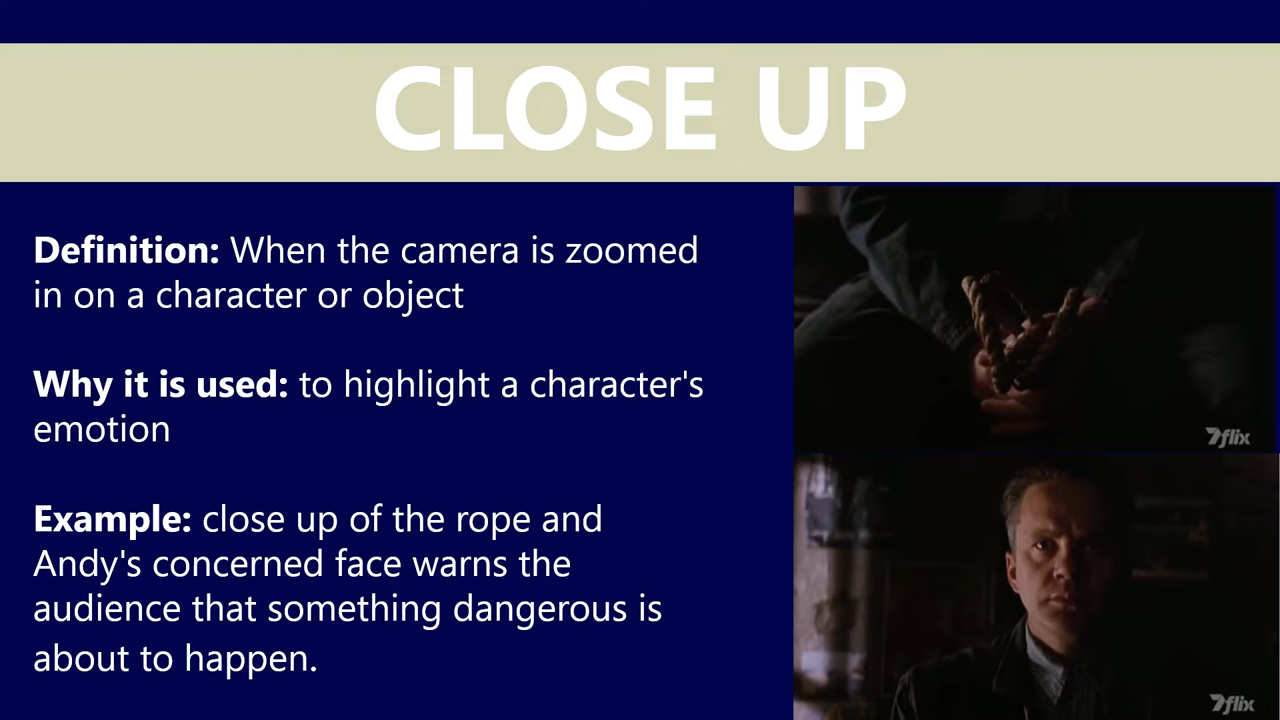 CLOSE UP
Definition: When the camera is zoomed
in on a character or object
Why it is used: to highlight a character's
emotion
Example: close up of the rope and
Andy's concerned face warns the
audience that something dangerous is
about to happen.
7flix
7flix